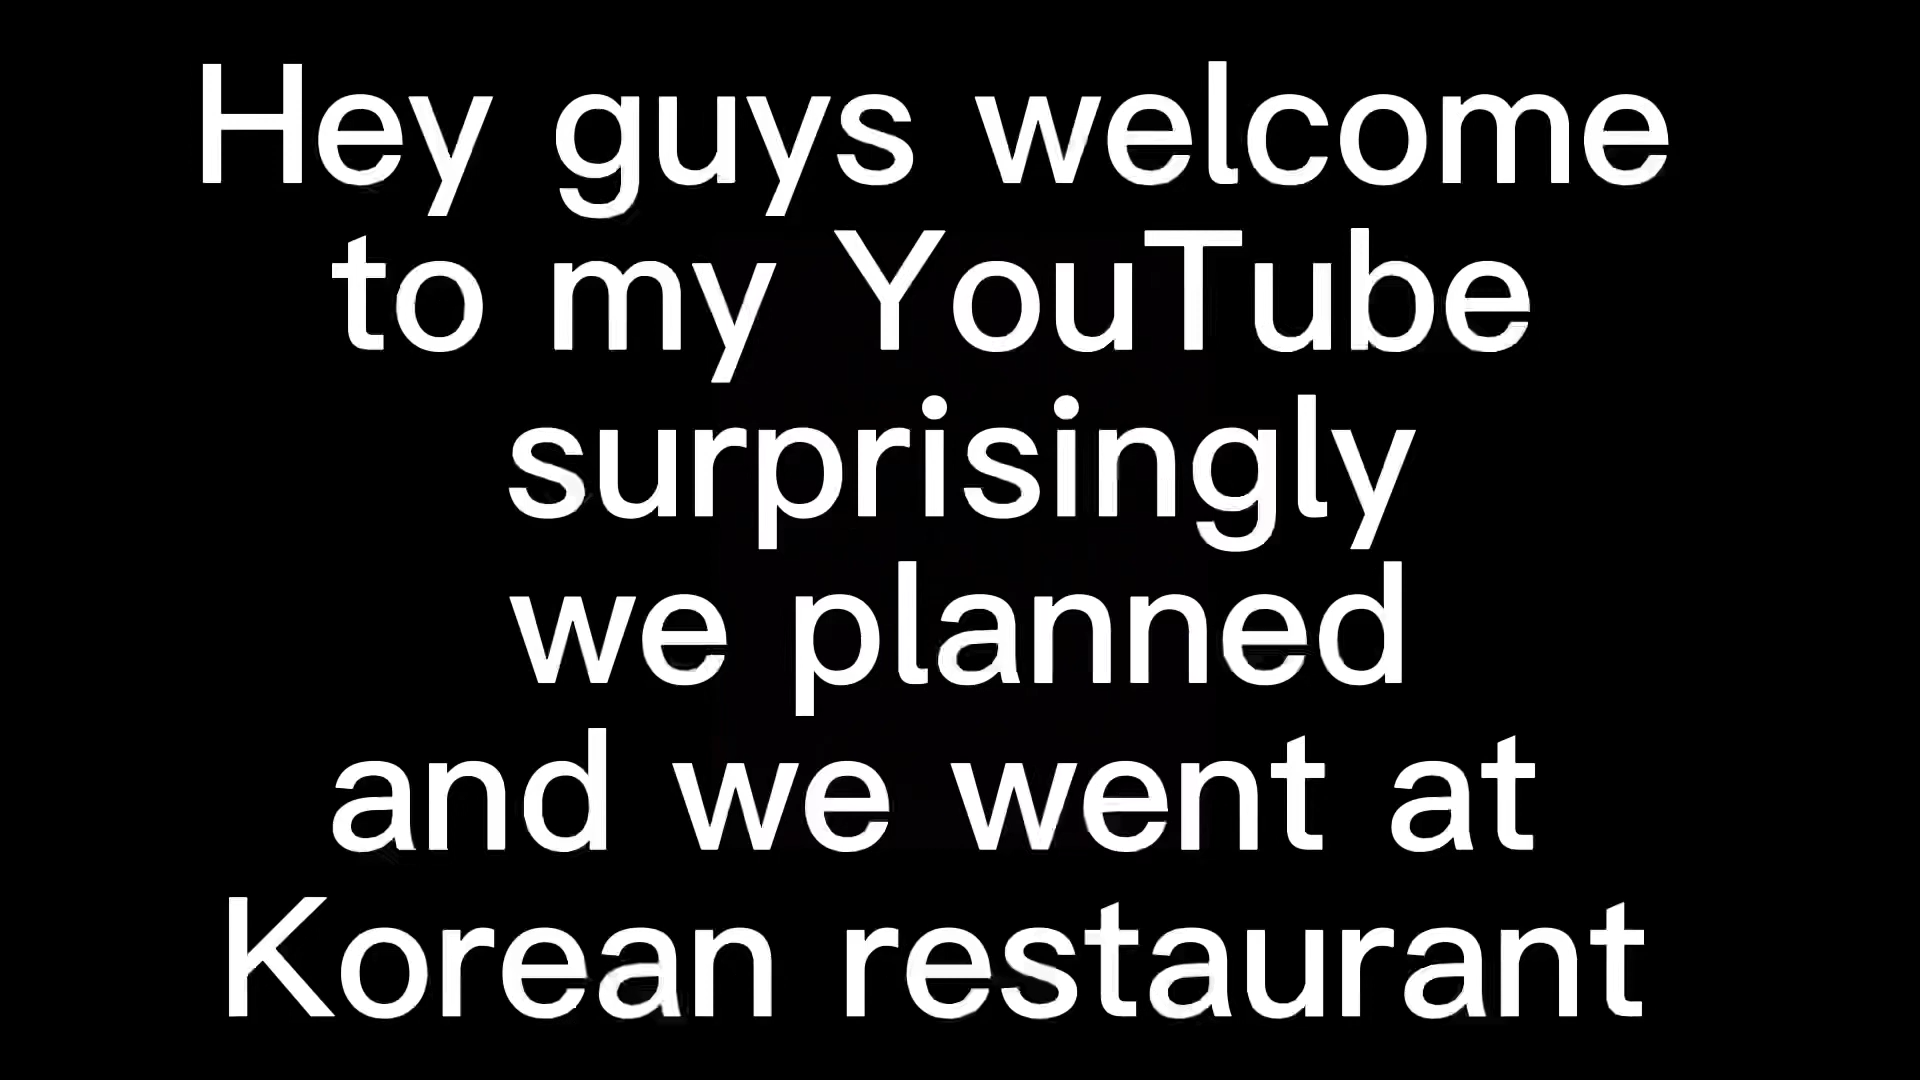 Hey guys welcome
to my YouTube
surprisingly
we planned
and we went at
Korean restaurant